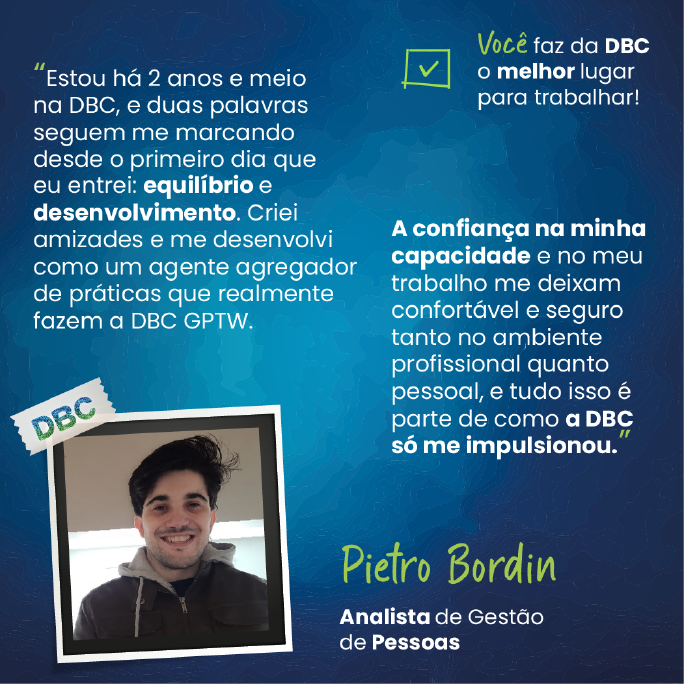 “Estou há 2 anos e meio
na DBC, e duas palavras
seguem me marcando
desde o primeiro dia que
eu entrei: equilíbrio e
desenvolvimento. Criei
amizades e me desenvolvi
como um agente agregador
de práticas que realmente
fazem a DBC GPTW.
Você faz da DBC
o melhor lugar
para trabalhar!
A confiança na minha
capacidade e no meu
trabalho me deixam
confortável e seguro
tanto no ambiente
profissional quanto
pessoal, e tudo isso é
parte de como a DBC
só me impulsionou.”
DBC
Pietro Bordin
Analista de Gestão
de Pessoas